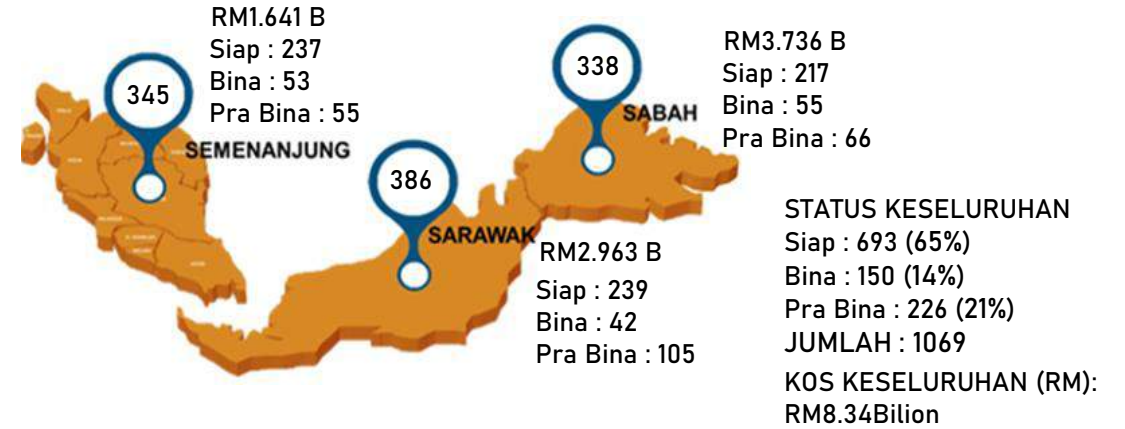 RM1.641 B
Siap : 237
Bina : 53
Pra Bina : 55
345
SEMENANJUNG
386
SARAWAK
RM2.963 B
Siap : 239
Bina : 42
Pra Bina : 105
338
SABAH
RM3.736 B
Siap : 217
Bina : 55
Pra Bina : 66
STATUS KESELURUHAN
Siap : 693 (65%)
Bina : 150 (14%)
Pra Bina : 226 (21%)
JUMLAH : 1069
KOS KESELURUHAN (RM):
RM8.34Bilion